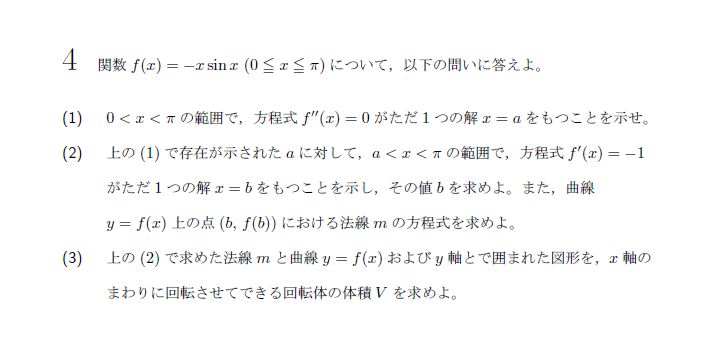 4 関数 f(x) = −x sin x (0 ≦ x ≦ π) について，以下の問いに答えよ。
(1) 0 < x < π の範囲で，方程式 f′′(x) = 0 がただ 1 つの解 x = a をもつことを示せ。
(2) 上の (1) で存在が示された a に対して，a < x < π の範囲で，方程式 f′(x) = −1
がただ 1 つの解 x = b をもつことを示し，その値 b を求めよ。また，曲線
y = f(x) 上の点 (b, f(b)) における法線 m の方程式を求めよ。
(3) 上の (2) で求めた法線 m と曲線 y = f(x) および y 軸とで囲まれた図形を，x 軸の
まわりに回転させてできる回転体の体積 V を求めよ。